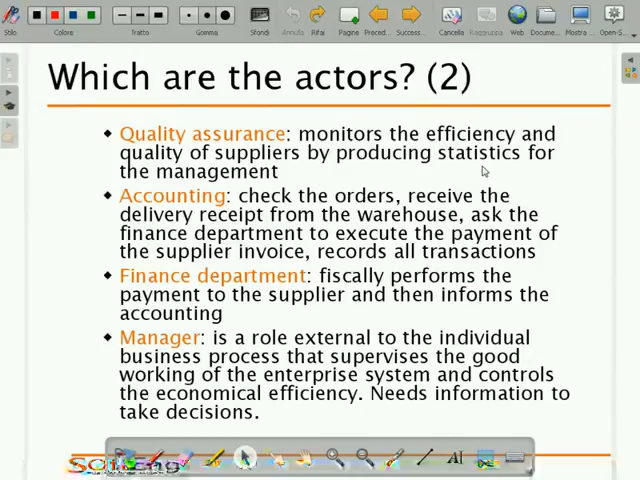 Stilo Colore Tratto Gomma Sfondi Annulla Rifai Pagine Preced... Success... Cancella Raggruppa Web Docume... Mostra ... Open-S...
Which are the actors? (2)
Quality assurance: monitors the efficiency and
quality of suppliers by producing statistics for
the management
Accounting: check the orders, receive the
delivery receipt from the warehouse, ask the
finance department to execute the payment of
the supplier invoice, records all transactions
Finance department: fiscally performs the
payment to the supplier and then informs the
accounting
Manager: is a role external to the individual
business process that supervises the good
working of the enterprise system and controls
the economical efficiency. Needs information to
take decisions.